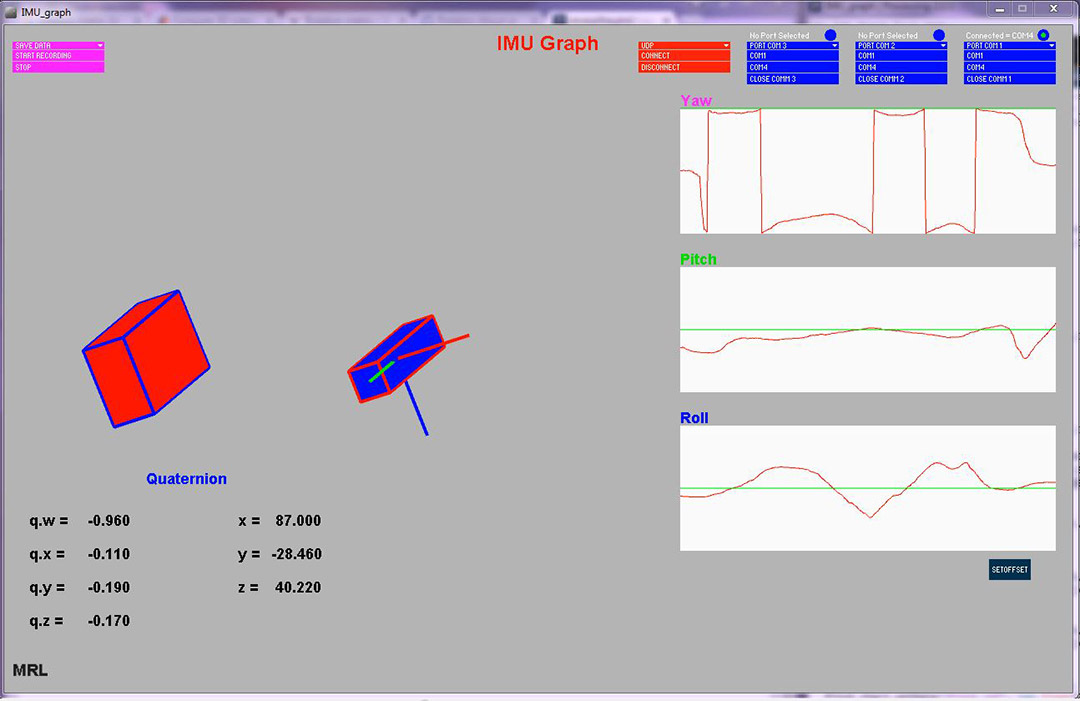 IMU_graph
IMU Graph
SAVE DATA
START RECORDING
STOP
UDP
CONNECT
DISCONNECT
No Port Selected
PORT COM 3
COM1
COM4
CLOSE COMM 3
No Port Selected
PORT COM 2
COM1
COM4
CLOSE COMM 2
Connected = COM4
PORT COM 1
COM1
COM4
CLOSE COMM 1
Yaw
Pitch
Roll
SETOFFSET
Quaternion
q.w = -0.960 x = 87.000
q.x = -0.110 y = -28.460
q.y = -0.190 z = 40.220
q.z = -0.170
MRL